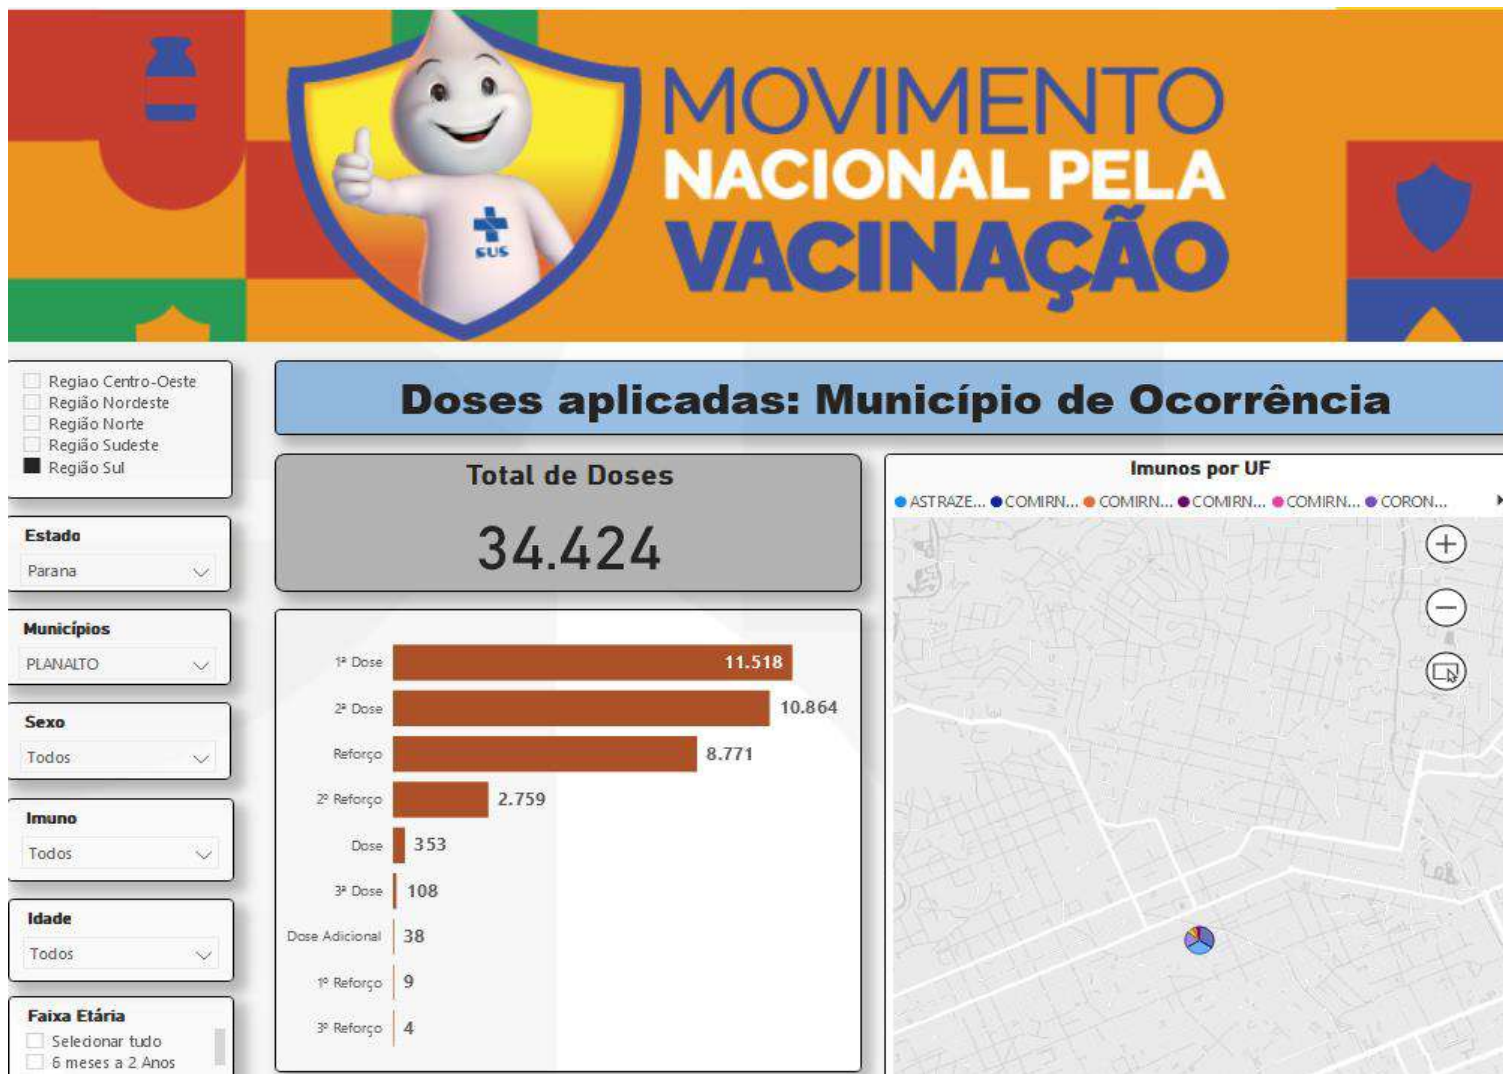 MOVIMENTO
NACIONAL PELA
VACINAÇÃO
SUS
Regiao Centro-Oeste
Região Nordeste
Região Norte
Região Sudeste
Região Sul
Estado
Parana
Municípios
PLANALTO
Sexo
Todos
Imuno
Todos
Idade
Todos
Faixa Etária
Selecionar tudo
6 meses a 2 Anos
Doses aplicadas: Município de Ocorrência
Total de Doses
34.424
1ª Dose 11.518
2ª Dose 10.864
Reforço 8.771
2º Reforço 2.759
Dose 353
3ª Dose 108
Dose Adicional 38
1º Reforço 9
3º Reforço 4
Imunos por UF
ASTRAZE... COMIRN... COMIRN... COMIRN... COMIRN... CORON...